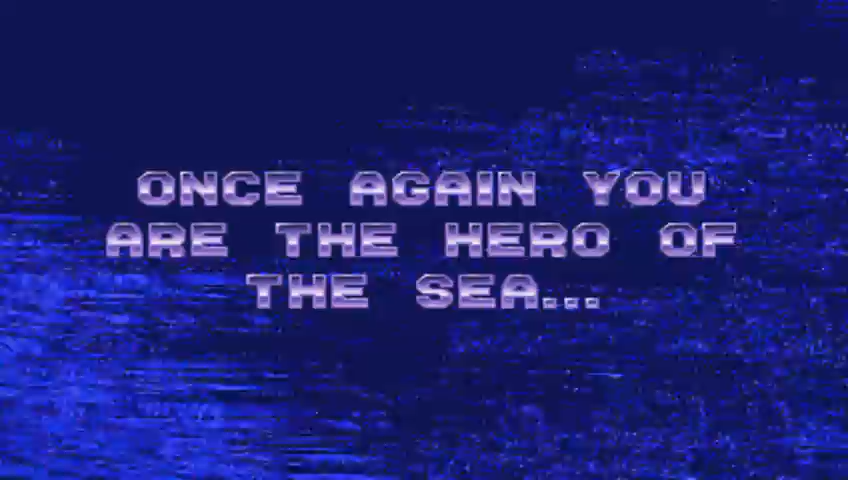 ONCE AGAIN YOU
ARE THE HERO OF
THE SEA...